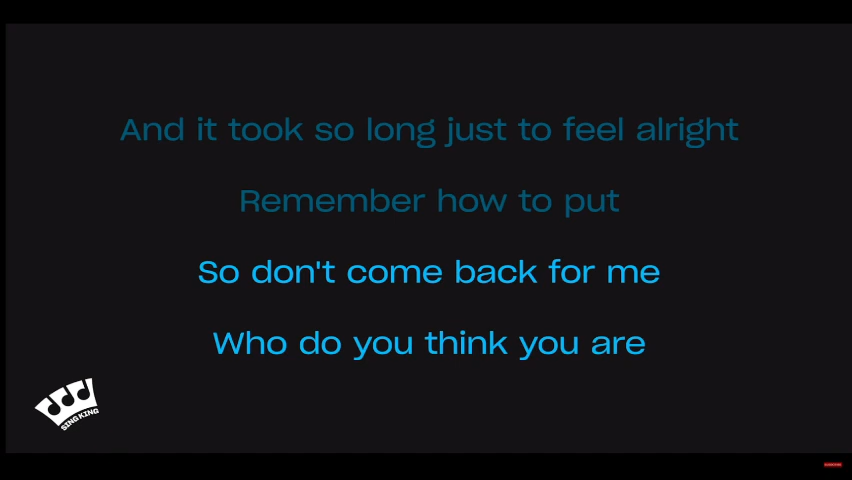 And it took so long just to feel alright
Remember how to put
So don't come back for me
Who do you think you are
SING KING
SUBSCRIBE